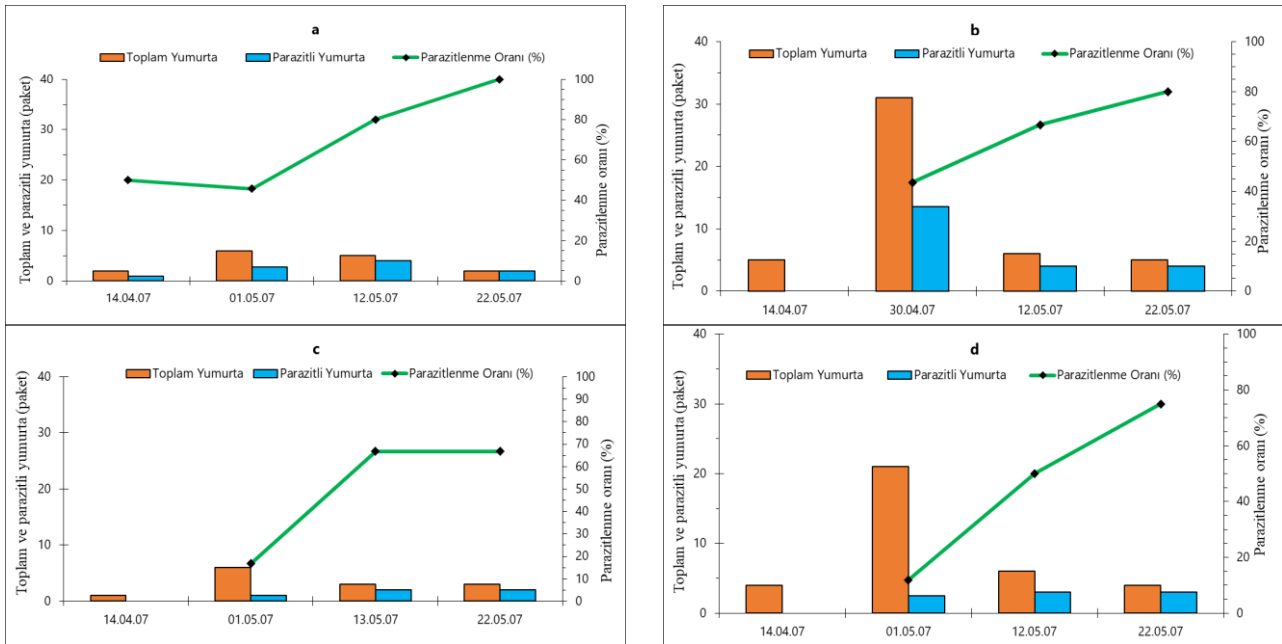 a
Toplam Yumurta Parazitli Yumurta Parazitlenme Oranı (%)
Toplam ve parazitli yumurta (paket)
40
30
20
10
0
100
80
60
40
20
0
Parazitlenme oranı (%)
14.04.07 01.05.07 12.05.07 22.05.07
b
Toplam Yumurta Parazitli Yumurta Parazitlenme Oranı (%)
Toplam ve parazitli yumurta (paket)
40
30
20
10
0
100
80
60
40
20
0
Parazitlenme oranı (%)
14.04.07 30.04.07 12.05.07 22.05.07
c
Toplam Yumurta Parazitli Yumurta Parazitlenme Oranı (%)
Toplam ve parazitli yumurta (paket)
40
30
20
10
0
100
90
80
70
60
50
40
30
20
10
0
Parazitlenme oranı (%)
14.04.07 01.05.07 13.05.07 22.05.07
d
Toplam Yumurta Parazitli Yumurta Parazitlenme Oranı (%)
Toplam ve parazitli yumurta (paket)
40
30
20
10
0
100
80
60
40
20
0
Parazitlenme oranı (%)
14.04.07 01.05.07 12.05.07 22.05.07